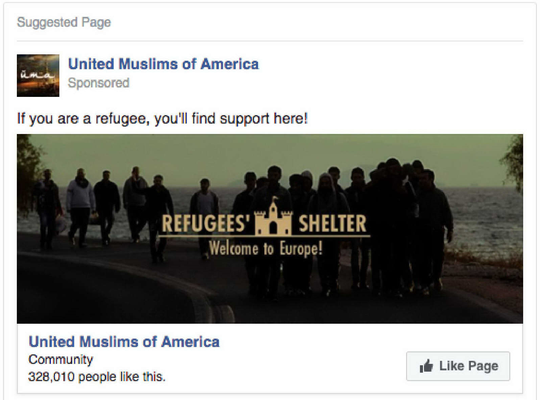 Suggested Page
United Muslims of America
Sponsored
uma
If you are a refugee, you'll find support here!
REFUGEES' SHELTER
Welcome to Europe!
United Muslims of America
Community
328,010 people like this.
Like Page